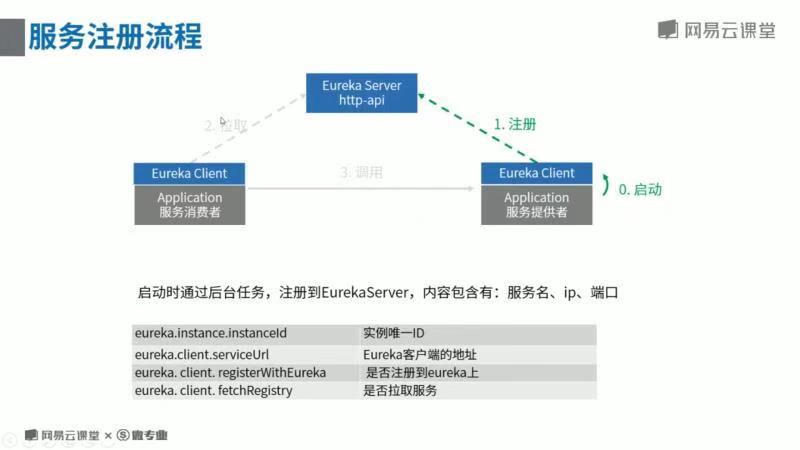 服务注册流程
网易云课堂
Eureka Server
http-api
2. 拉取
1. 注册
Eureka Client
Application
服务消费者
3. 调用
Eureka Client
Application
服务提供者
0. 启动
启动时通过后台任务，注册到EurekaServer，内容包含有：服务名、ip、端口
eureka.instance.instanceId 实例唯一ID
eureka.client.serviceUrl Eureka客户端的地址
eureka. client. registerWithEureka 是否注册到eureka上
eureka. client. fetchRegistry 是否拉取服务
网易云课堂 × 微专业